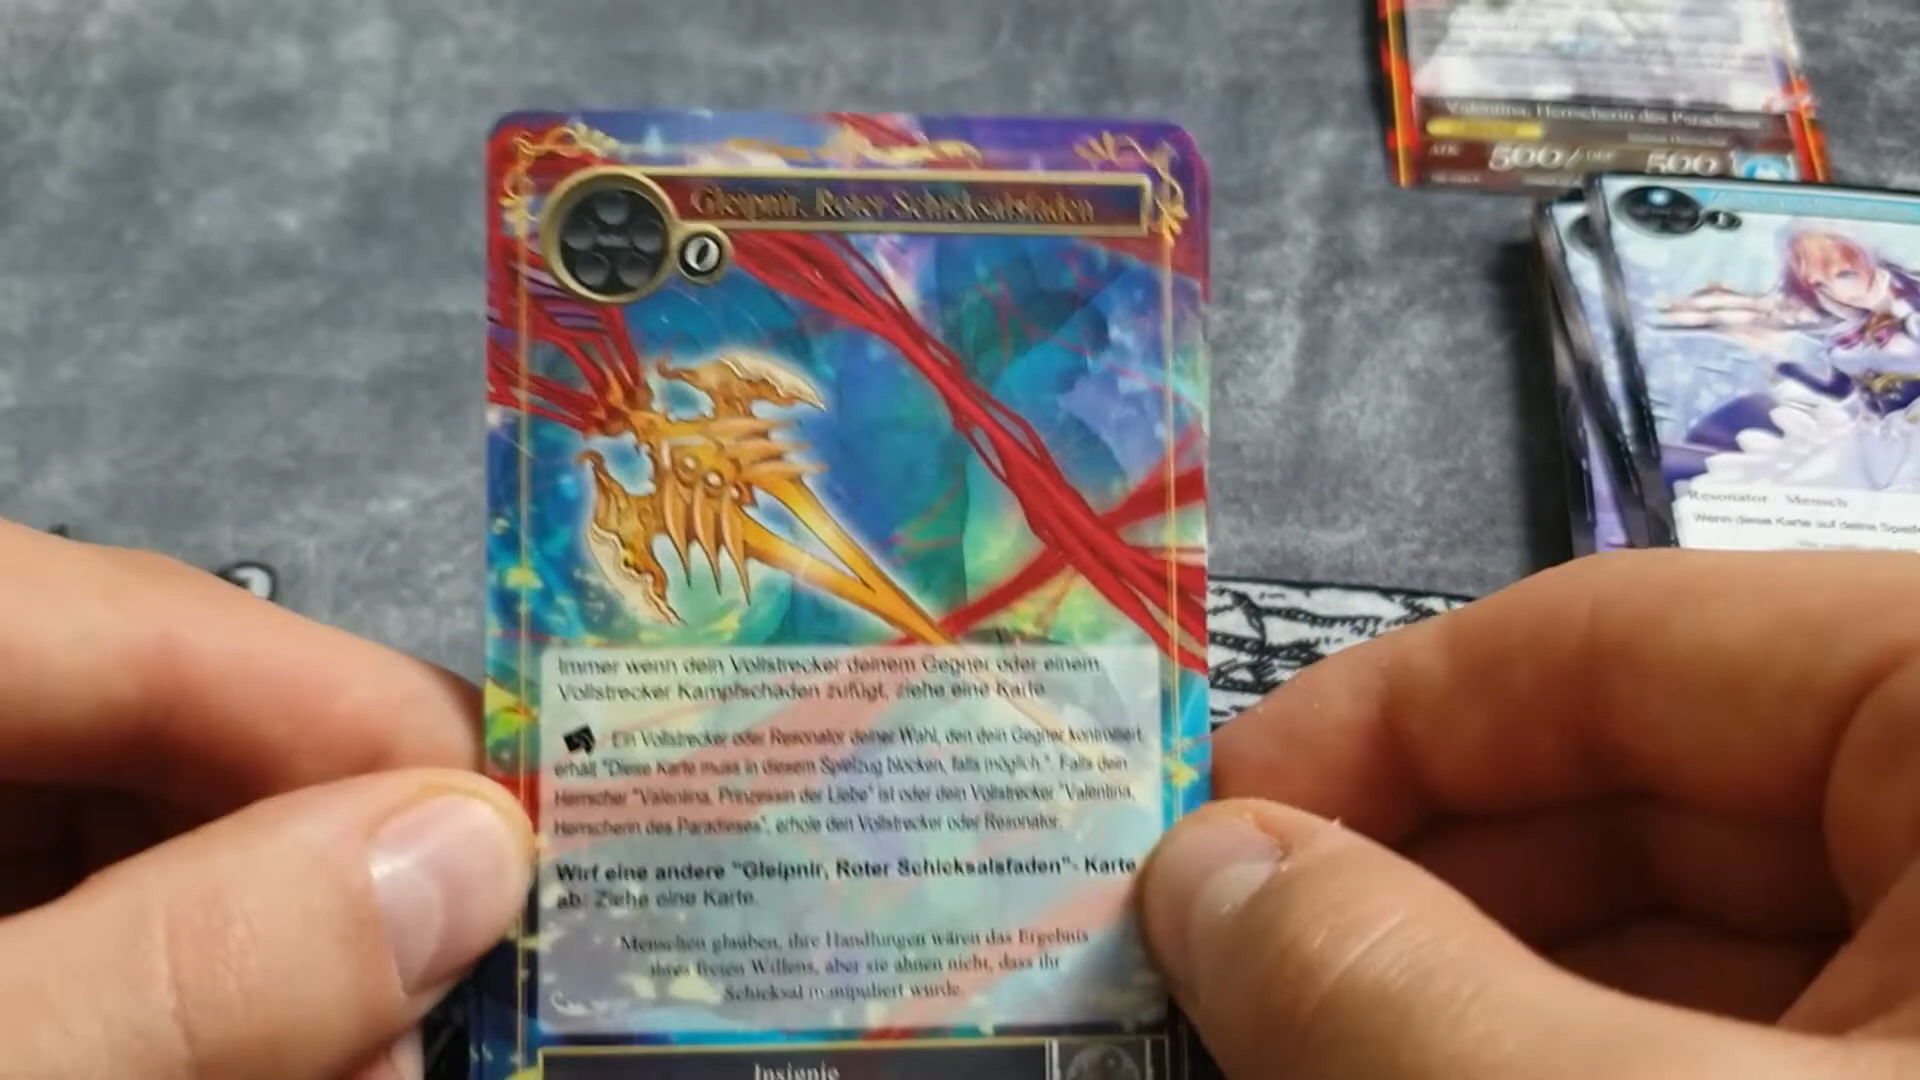 Valentina, Herrscherin des Paradieses
ATK 500 / DEF 500
Gleipnir, Roter Schicksalsfaden
0
Resonator Mensch
Wenn diese Karte auf deine
Immer wenn dein Vollstrecker deinem Gegner oder einem
Vollstrecker Kampfschaden zufügt, ziehe eine Karte.
: Ein Vollstrecker oder Resonator deiner Wahl, den dein Gegner kontrolliert,
erhält "Diese Karte muss in diesem Spielzug blocken, falls möglich.". Falls dein
Herrscher "Valentina, Prinzessin der Liebe" ist oder dein Vollstrecker "Valentina,
Herrscherin des Paradieses", erhole den Vollstrecker oder Resonator.
Wirf eine andere "Gleipnir, Roter Schicksalsfaden"- Karte
ab: Ziehe eine Karte.
Menschen glauben, ihre Handlungen wären das Ergebnis
ihres freien Willens, aber sie ahnen nicht, dass ihr
Schicksal manipuliert wurde.
Insignie